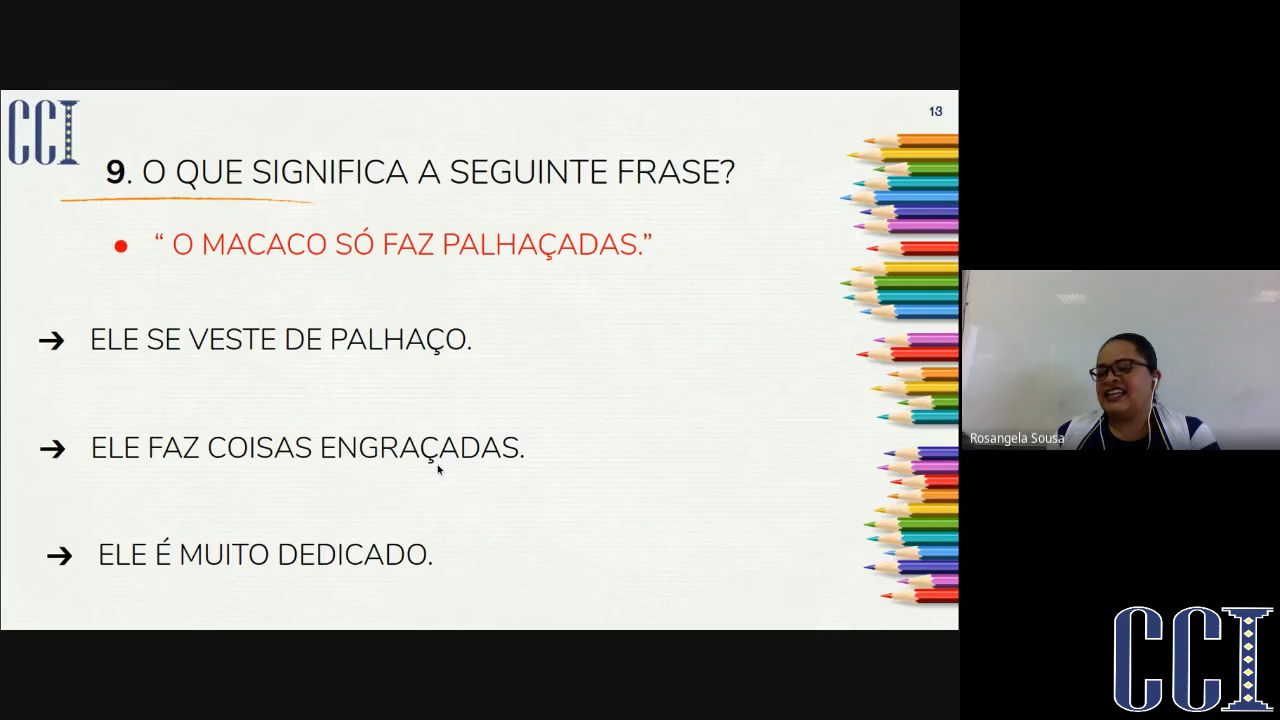 CCI
13
9. O QUE SIGNIFICA A SEGUINTE FRASE?
“ O MACACO SÓ FAZ PALHAÇADAS.”
ELE SE VESTE DE PALHAÇO.
ELE FAZ COISAS ENGRAÇADAS.
ELE É MUITO DEDICADO.
Rosangela Sousa
CCI